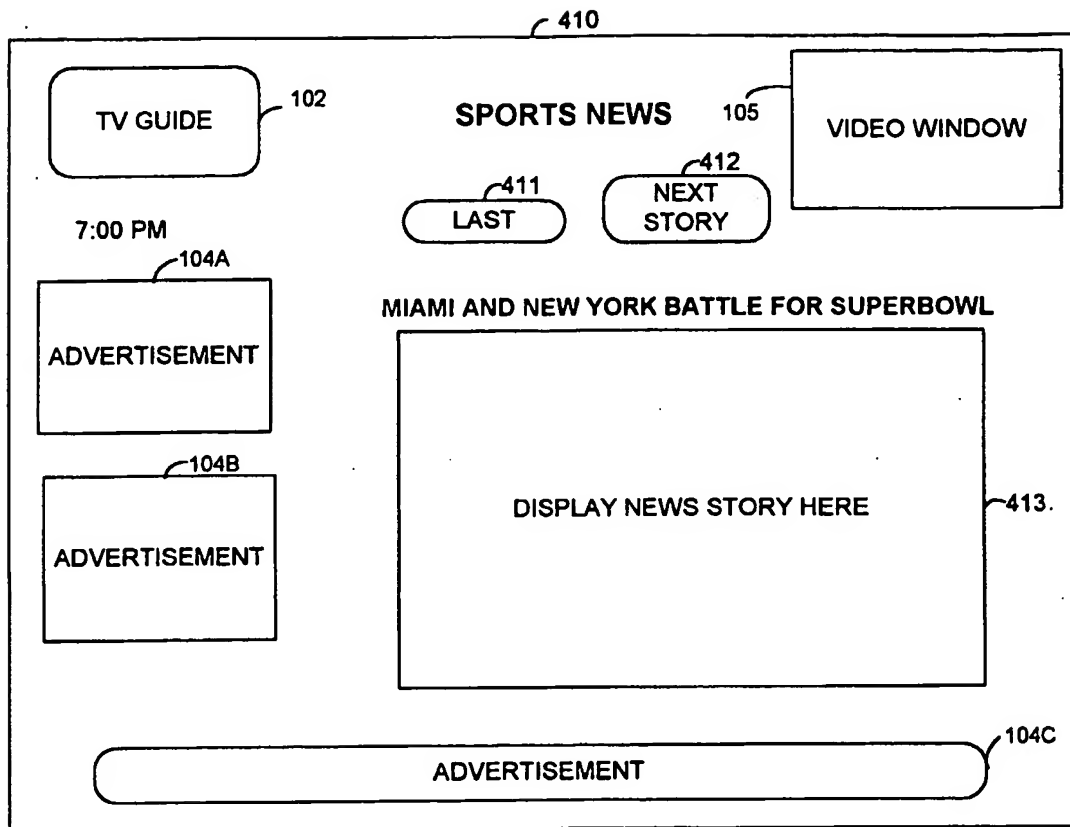 410
TV GUIDE
102
SPORTS NEWS
105
VIDEO WINDOW
411
LAST
412
NEXT
STORY
7:00 PM
104A
ADVERTISEMENT
MIAMI AND NEW YORK BATTLE FOR SUPERBOWL
104B
ADVERTISEMENT
DISPLAY NEWS STORY HERE
413.
104C
ADVERTISEMENT